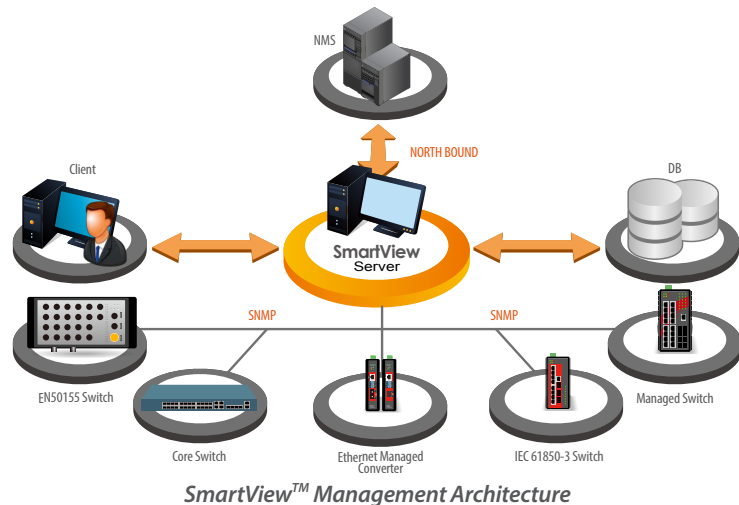 NMS
NORTH BOUND
Client
DB
SmartView
Server
SNMP
SNMP
EN50155 Switch
Managed Switch
Core Switch
Ethernet Managed
Converter
IEC 61850-3 Switch
SmartView™ Management Architecture